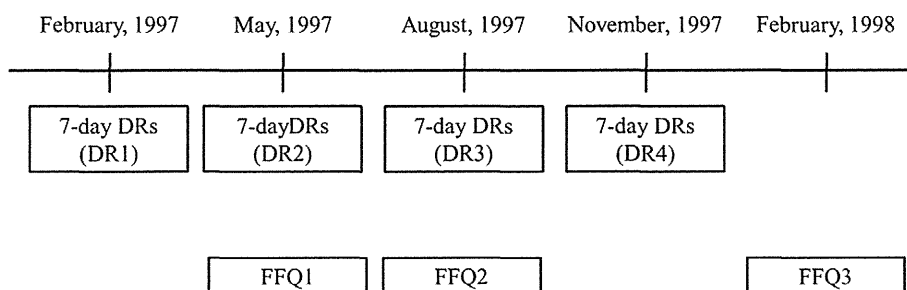 February, 1997 May, 1997 August, 1997 November, 1997 February, 1998
7-day DRs 7-dayDRs 7-day DRs 7-day DRs
(DR1) (DR2) (DR3) (DR4)
FFQ1 FFQ2 FFQ3